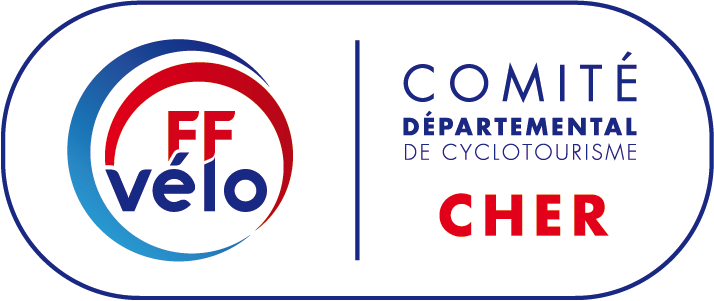 FF
vélo
COMITÉ
DÉPARTEMENTAL
DE CYCLOTOURISME
CHER